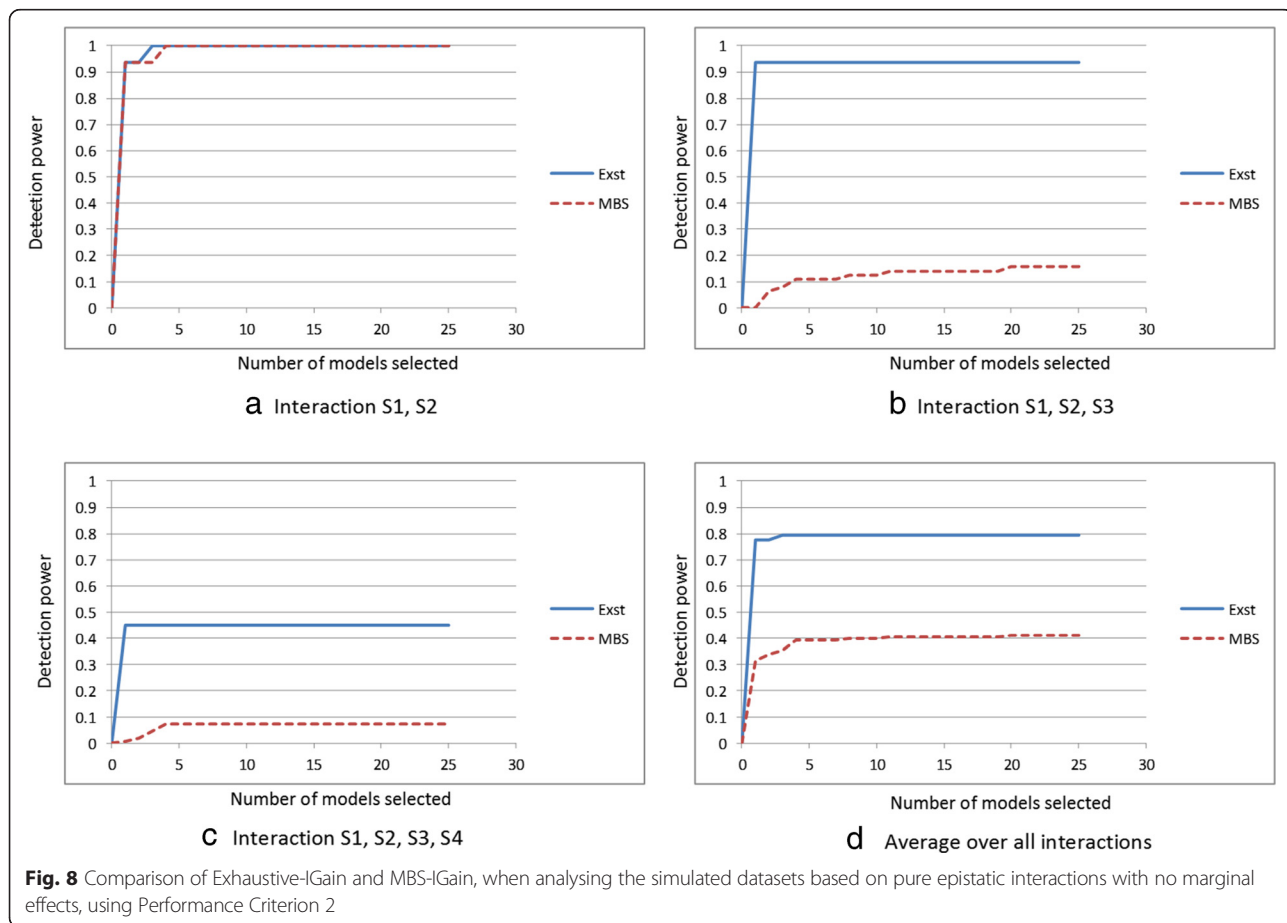 1
0.9
0.8
0.7
0.6
0.5
0.4
0.3
0.2
0.1
0
0 5 10 15 20 25 30
Detection power
Number of models selected
Exst
MBS
a Interaction S1, S2
1
0.9
0.8
0.7
0.6
0.5
0.4
0.3
0.2
0.1
0
0 5 10 15 20 25 30
Detection power
Number of models selected
Exst
MBS
b Interaction S1, S2, S3
1
0.9
0.8
0.7
0.6
0.5
0.4
0.3
0.2
0.1
0
0 5 10 15 20 25 30
Detection power
Number of models selected
Exst
MBS
c Interaction S1, S2, S3, S4
1
0.9
0.8
0.7
0.6
0.5
0.4
0.3
0.2
0.1
0
0 5 10 15 20 25 30
Detection power
Number of models selected
Exst
MBS
d Average over all interactions
Fig. 8 Comparison of Exhaustive-IGain and MBS-IGain, when analysing the simulated datasets based on pure epistatic interactions with no marginal
effects, using Performance Criterion 2